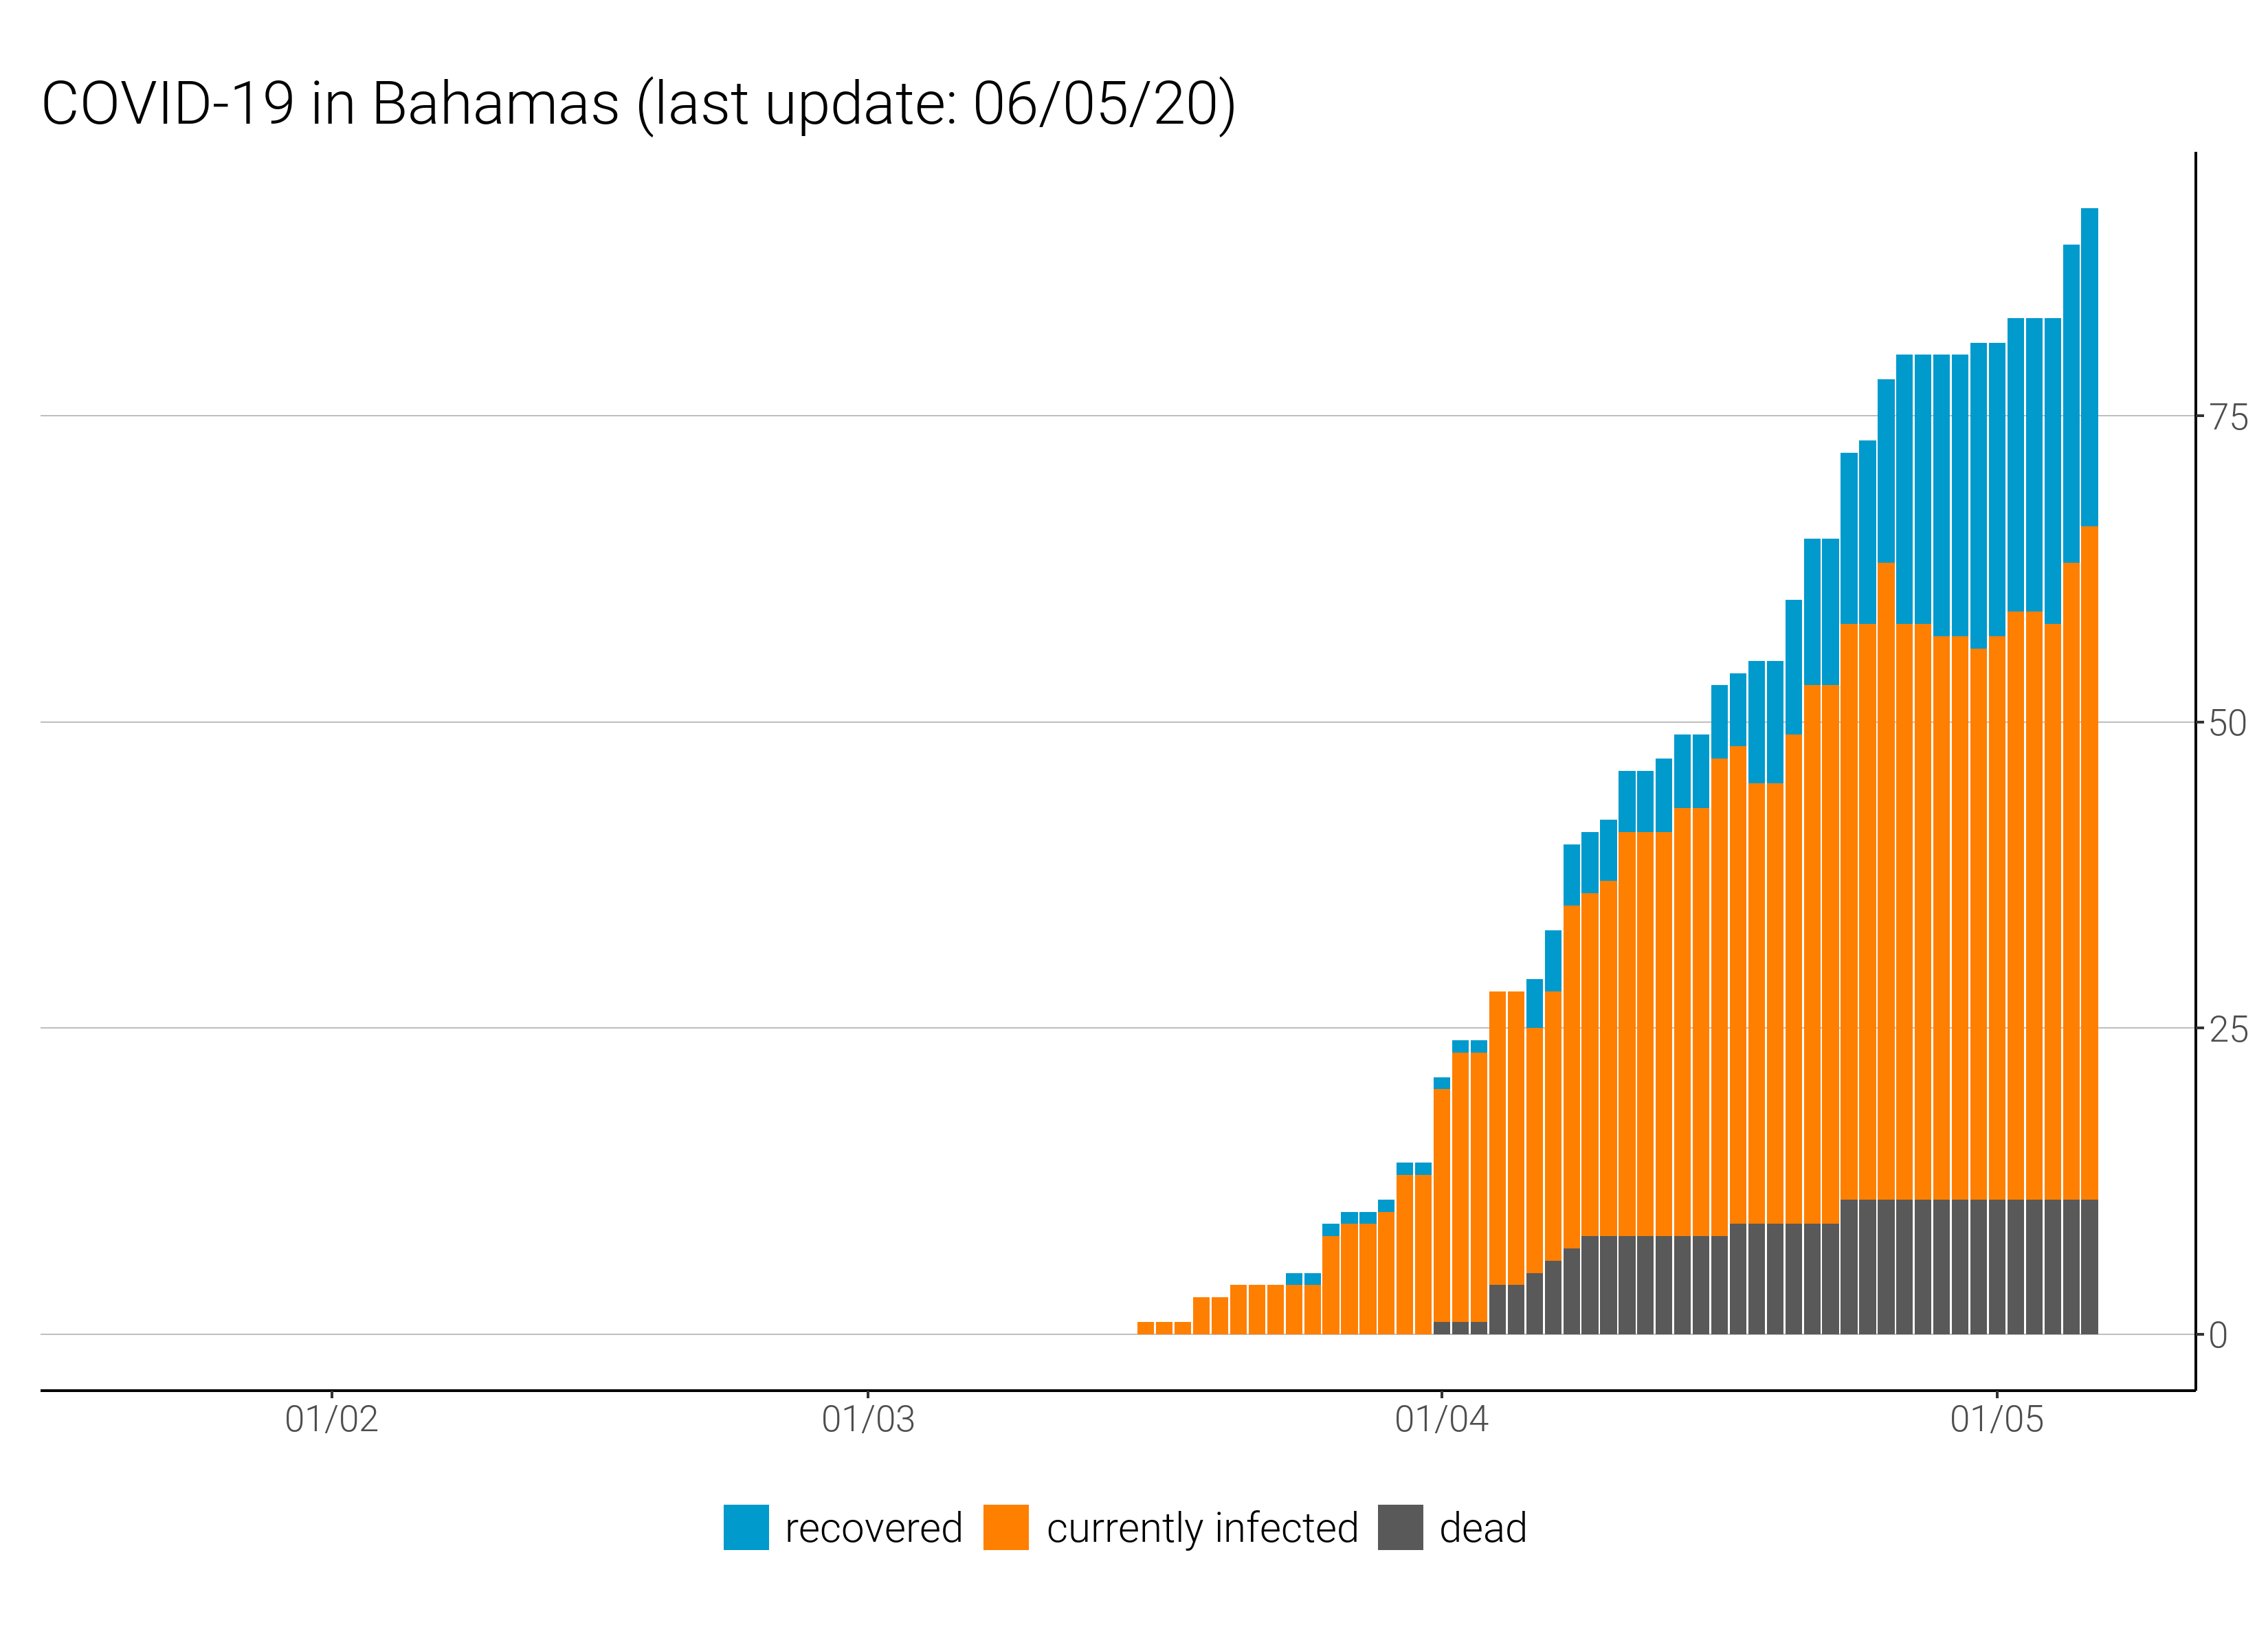 COVID-19 in Bahamas (last update: 06/05/20)
75
50
25
0
01/02 01/03 01/04 01/05
recovered currently infected dead